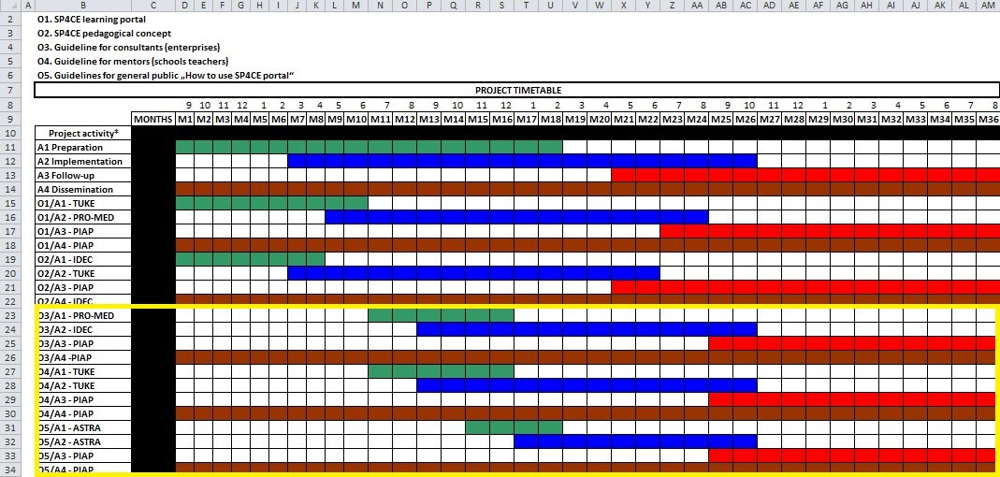 A B C D E F G H I J K L M N O P Q R S T U V W X Y Z AA AB AC AD AE AF AG AH AI AJ AK AL AM
2 O1. SP4CE learning portal
3 O2. SP4CE pedagogical concept
4 O3. Guideline for consultants (enterprises)
5 O4. Guideline for mentors (schools teachers)
6 O5. Guidelines for general public „How to use SP4CE portal“
7 PROJECT TIMETABLE
8 9 10 11 12 1 2 3 4 5 6 7 8 9 10 11 12 1 2 3 4 5 6 7 8 9 10 11 12 1 2 3 4 5 6 7 8
9 MONTHS M1 M2 M3 M4 M5 M6 M7 M8 M9 M10 M11 M12 M13 M14 M15 M16 M17 M18 M19 M20 M21 M22 M23 M24 M25 M26 M27 M28 M29 M30 M31 M32 M33 M34 M35 M36
10 Project activity*
11 A1 Preparation
12 A2 Implementation
13 A3 Follow-up
14 A4 Dissemination
15 O1/A1 - TUKE
16 O1/A2 - PRO-MED
17 O1/A3 - PIAP
18 O1/A4 - PIAP
19 O2/A1 - IDEC
20 O2/A2 - TUKE
21 O2/A3 - PIAP
22 O2/A4 - IDEC
23 O3/A1 - PRO-MED
24 O3/A2 - IDEC
25 O3/A3 - PIAP
26 O3/A4 -PIAP
27 O4/A1 - TUKE
28 O4/A2 - TUKE
29 O4/A3 - PIAP
30 O4/A4 - PIAP
31 O5/A1 - ASTRA
32 O5/A2 - ASTRA
33 O5/A3 - PIAP
34 O5/A4 - PIAP